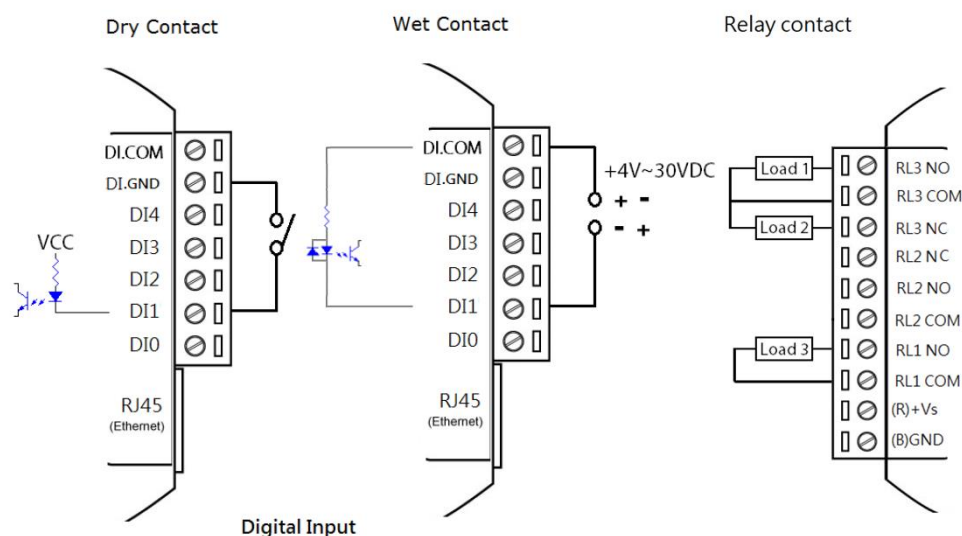 Dry Contact
DI.COM
DI.GND
DI4
DI3
DI2
DI1
DI0
VCC
RJ45
(Ethernet)
Wet Contact
DI.COM
DI.GND
DI4
DI3
DI2
DI1
DI0
RJ45
(Ethernet)
+4V~30VDC
+ -
- +
Relay contact
Load 1
Load 2
Load 3
RL3 NO
RL3 COM
RL3 NC
RL2 NC
RL2 NO
RL2 COM
RL1 NO
RL1 COM
(R)+Vs
(B)GND
Digital Input